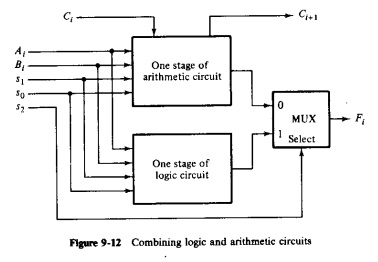 C_i
C_{i+1}
A_i
B_i
s_1
s_0
s_2
One stage of
arithmetic circuit
0
MUX
1
Select
F_i
One stage of
logic circuit
Figure 9-12 Combining logic and arithmetic circuits